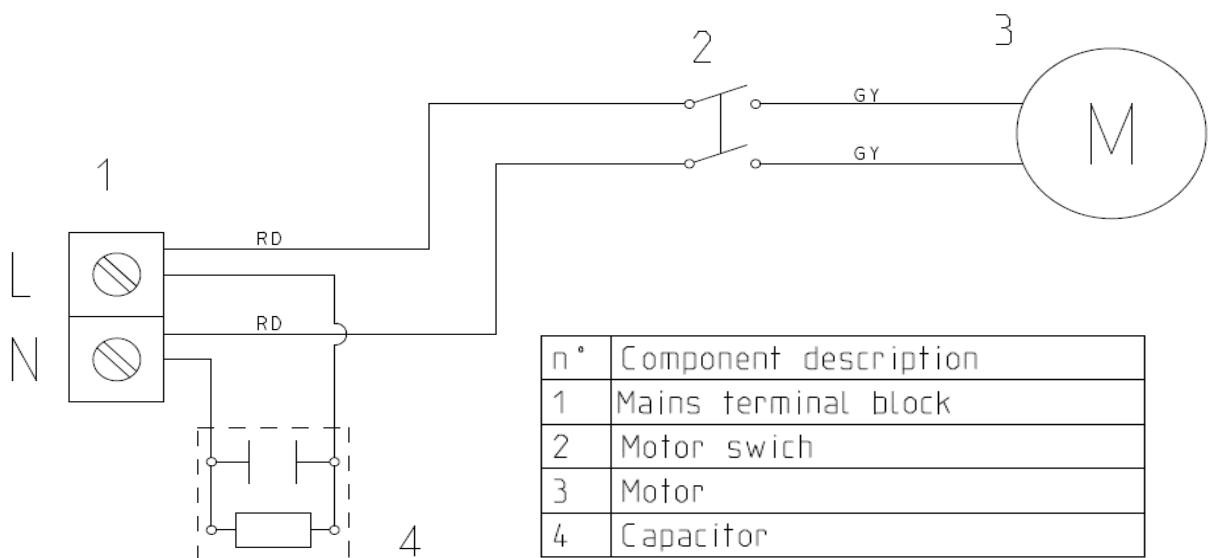 3
2
GY
M
GY
1
RD
L
RD
N
n° Component description
1 Mains terminal block
2 Motor swich
3 Motor
4 Capacitor
4